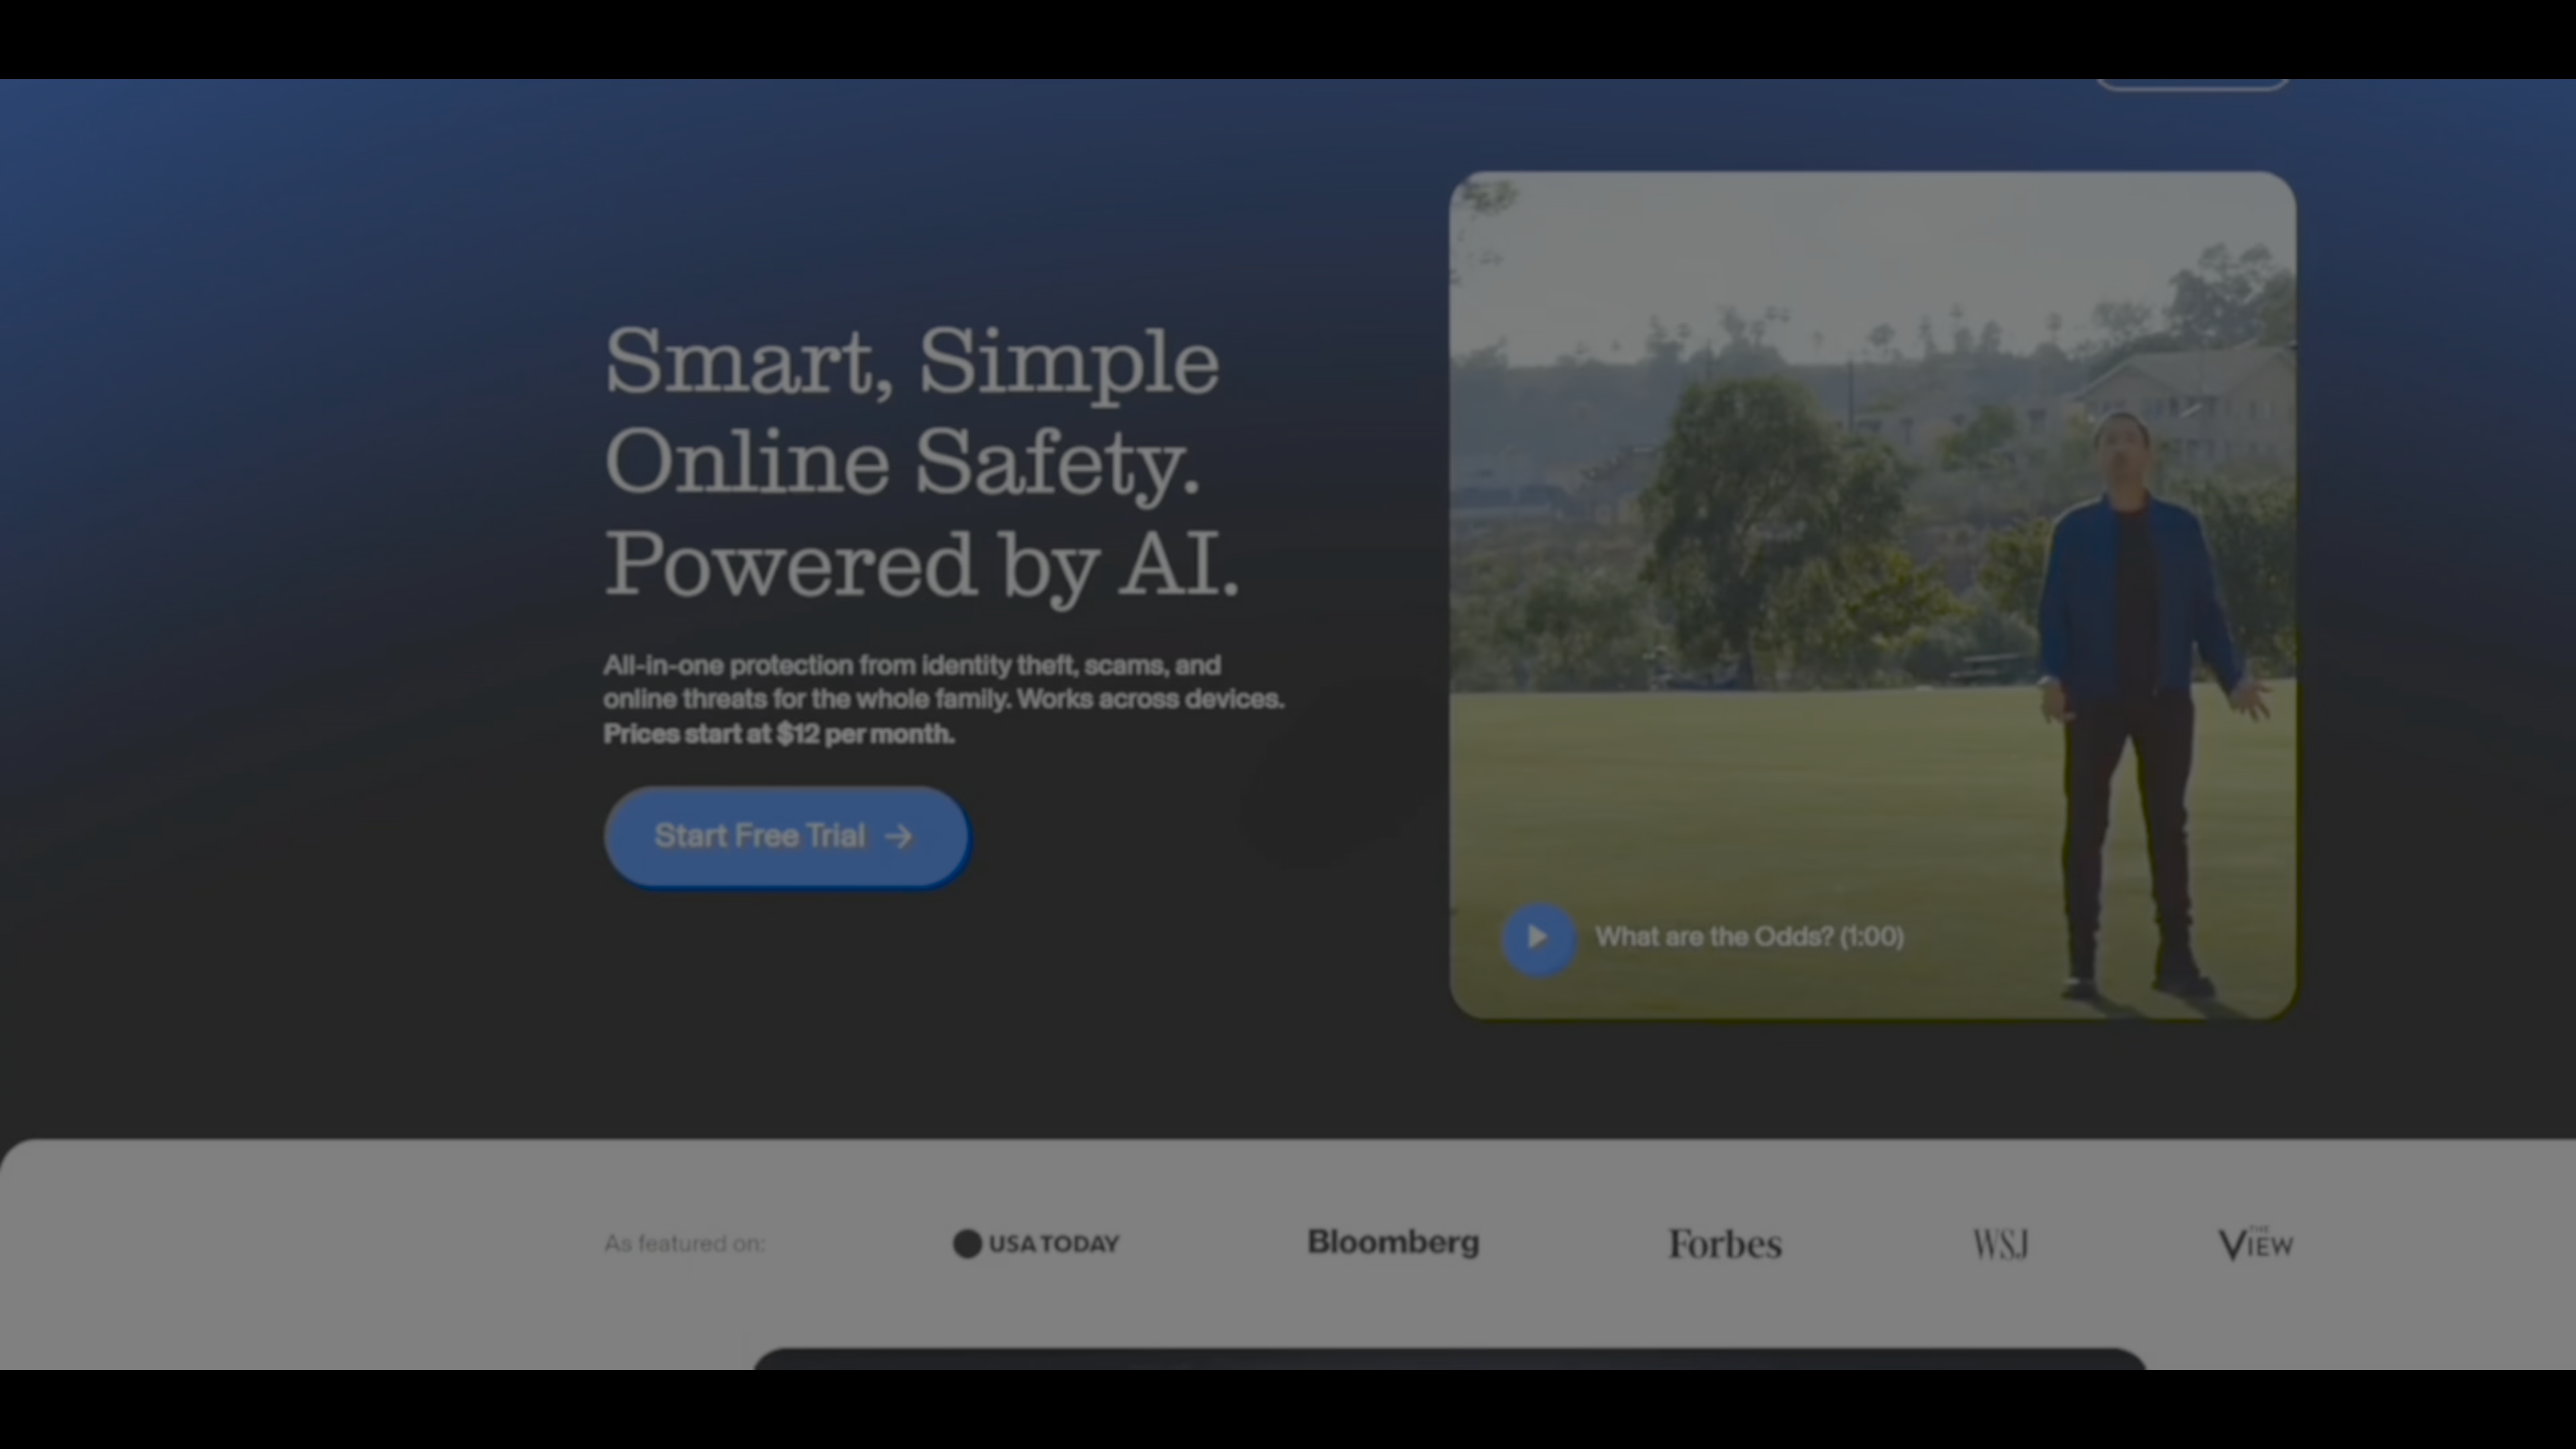 Smart, Simple
Online Safety.
Powered by AI.
All-in-one protection from identity theft, scams, and
online threats for the whole family. Works across devices.
Prices start at $12 per month.
Start Free Trial →
What are the Odds? (1:00)
As featured on:
USA TODAY
Bloomberg
Forbes
WSJ
THE VIEW